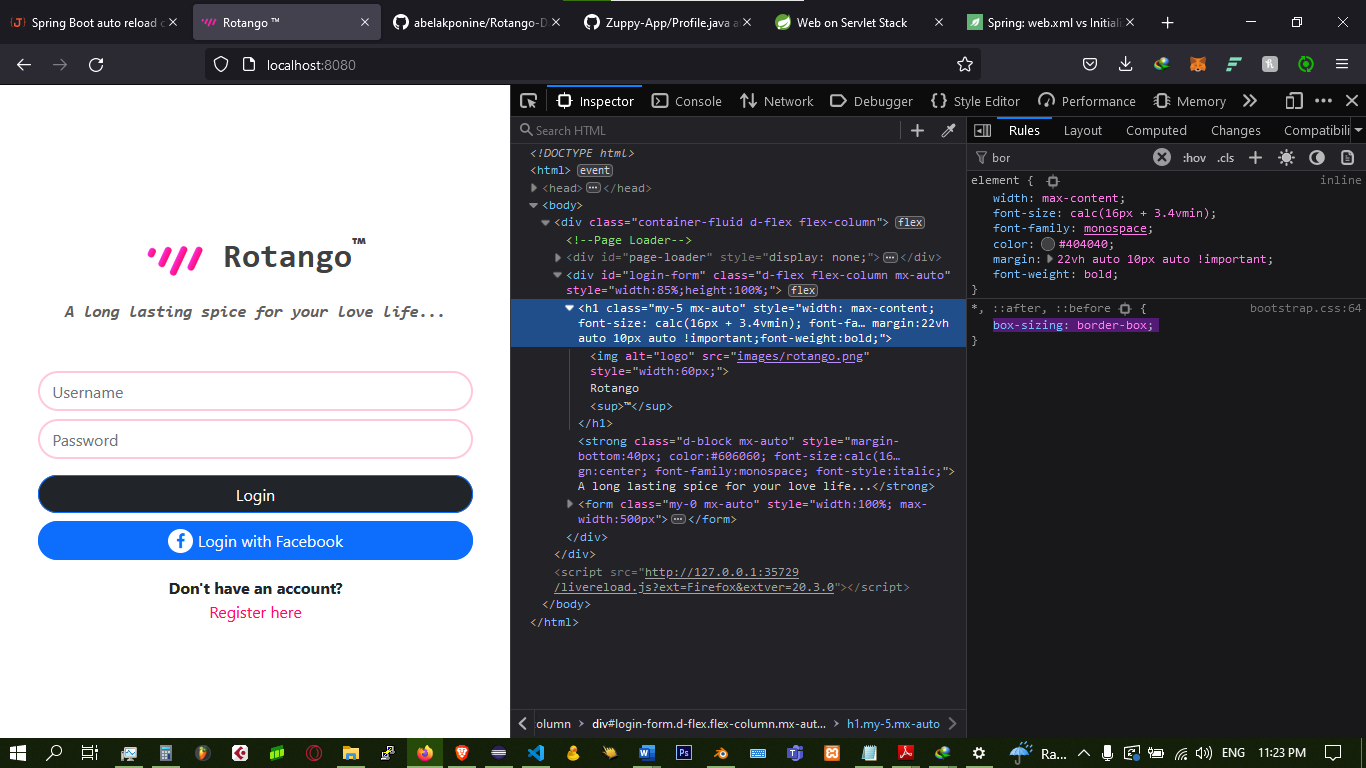 Spring Boot auto reload c
Rotango ™
abelakponine/Rotango-D
Zuppy-App/Profile.java a
Web on Servlet Stack
Spring: web.xml vs Initiali
localhost:8080
Inspector
Console
Network
Debugger
Style Editor
Performance
Memory
Search HTML
Rules
Layout
Computed
Changes
Compatibili
bor
:hov
.cls
<!DOCTYPE html>
<html> event
<head> </head>
<body>
<div class="container-fluid d-flex flex-column"> flex
<!--Page Loader-->
<div id="page-loader" style="display: none;"> </div>
<div id="login-form" class="d-flex flex-column mx-auto"
style="width:85%;height:100%;"> flex
<h1 class="my-5 mx-auto" style="width: max-content;
font-size: calc(16px + 3.4vmin); font-fa… margin:22vh
auto 10px auto !important;font-weight:bold;">
<img alt="logo" src="images/rotango.png"
style="width:60px;">
Rotango
<sup>™</sup>
</h1>
<strong class="d-block mx-auto" style="margin-
bottom:40px; color:#606060; font-size:calc(16…
gn:center; font-family:monospace; font-style:italic;">
A long lasting spice for your love life...</strong>
<form class="my-0 mx-auto" style="width:100%; max-
width:500px"> </form>
</div>
</div>
<script src="http://127.0.0.1:35729
/livereload.js?ext=Firefox&extver=20.3.0"></script>
</body>
</html>
element {
inline
width: max-content;
font-size: calc(16px + 3.4vmin);
font-family: monospace;
color: #404040;
margin: 22vh auto 10px auto !important;
font-weight: bold;
}
*, ::after, ::before {
bootstrap.css:64
box-sizing: border-box;
}
Rotango™
A long lasting spice for your love life...
Username
Password
Login
Login with Facebook
Don't have an account?
Register here
olumn
div#login-form.d-flex.flex-column.mx-aut…
h1.my-5.mx-auto
Ra...
ENG
11:23 PM